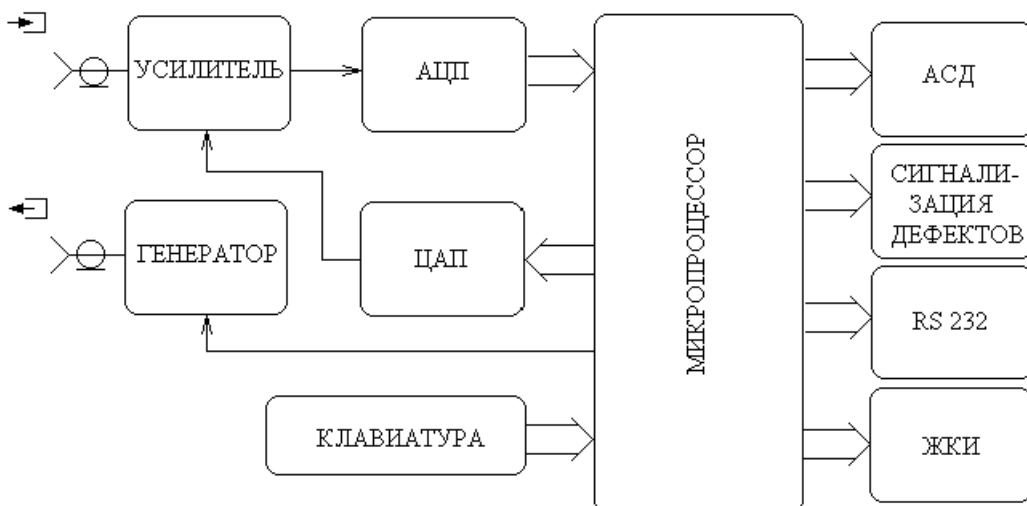 УСИЛИТЕЛЬ
АЦП
МИКРОПРОЦЕССОР
АСД
СИГНАЛИ-
ЗАЦИЯ
ДЕФЕКТОВ
ГЕНЕРАТОР
ЦАП
RS 232
КЛАВИАТУРА
ЖКИ